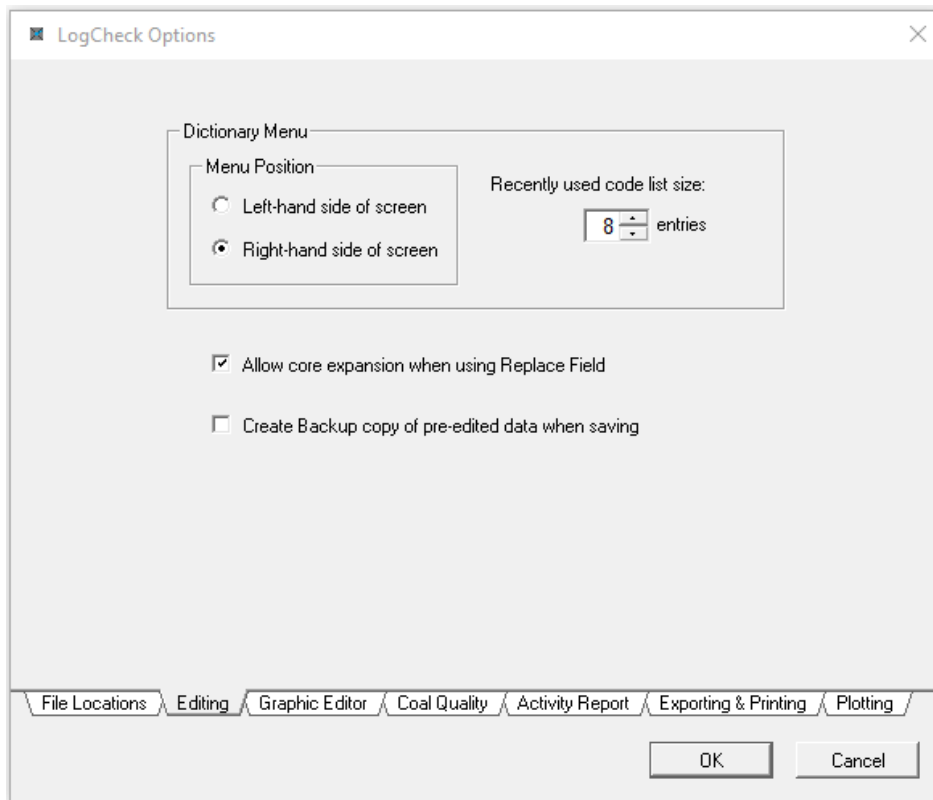 LogCheck Options
Dictionary Menu
Menu Position
Left-hand side of screen
Right-hand side of screen
Recently used code list size:
8 entries
Allow core expansion when using Replace Field
Create Backup copy of pre-edited data when saving
File Locations Editing Graphic Editor Coal Quality Activity Report Exporting & Printing Plotting
OK Cancel